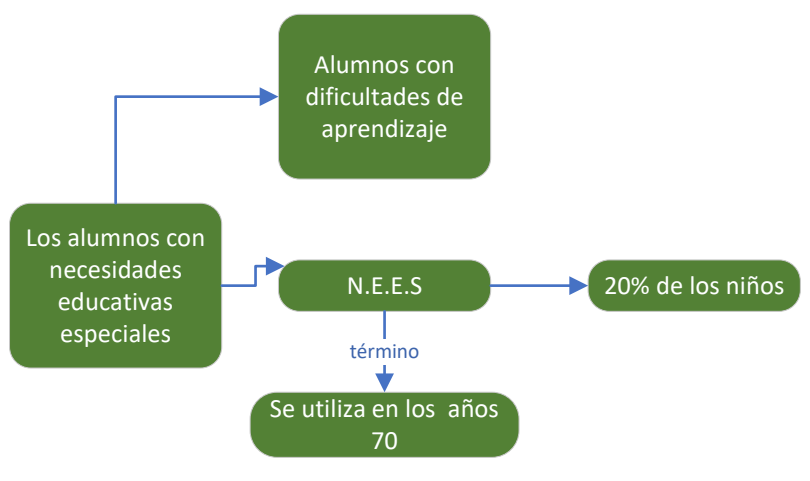 Alumnos con
dificultades de
aprendizaje
Los alumnos con
necesidades
educativas
especiales
N.E.E.S
20% de los niños
término
Se utiliza en los años
70